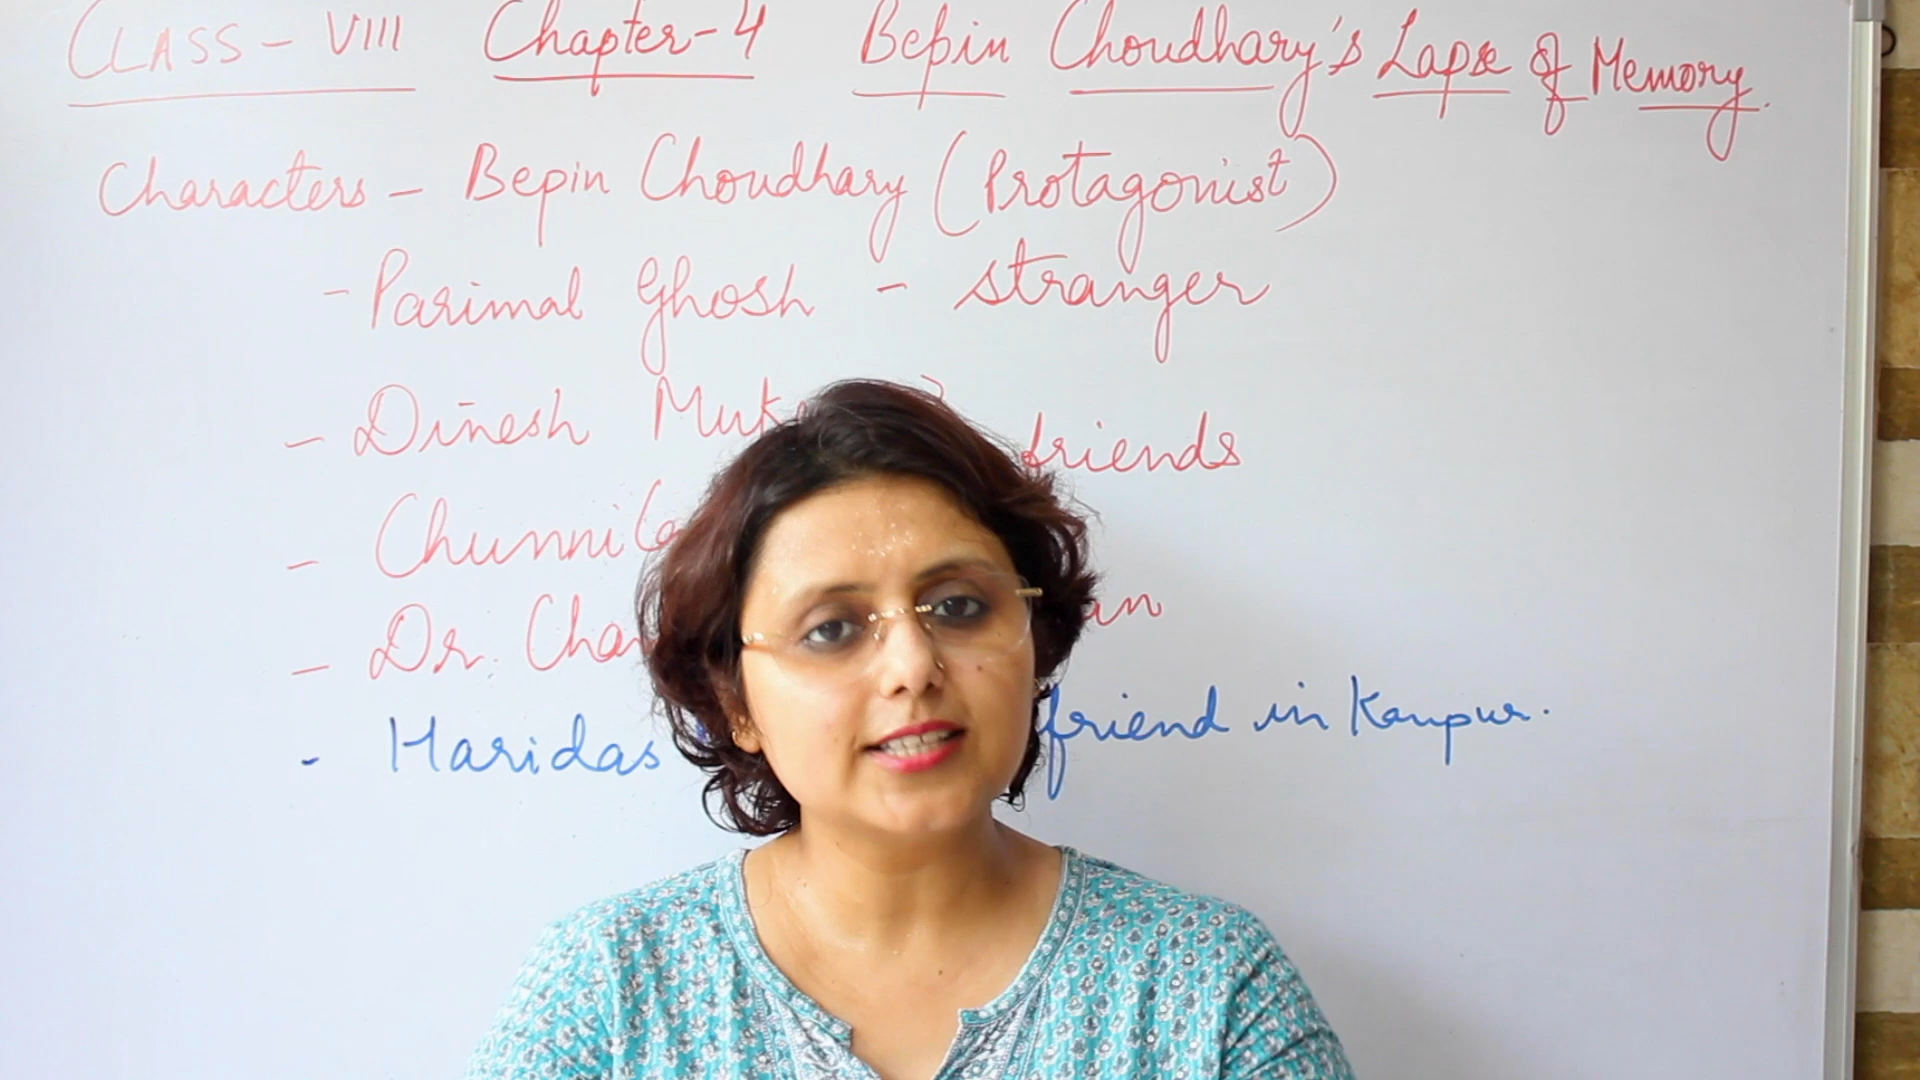 CLASS - VIII Chapter-4 Bepin Choudhary's Lapse of Memory.
Characters - Bepin Choudhary (Protagonist)
- Parimal Ghosh - stranger
- Dinesh friends
-
- Dr.
- Haridas friend in Kanpur.